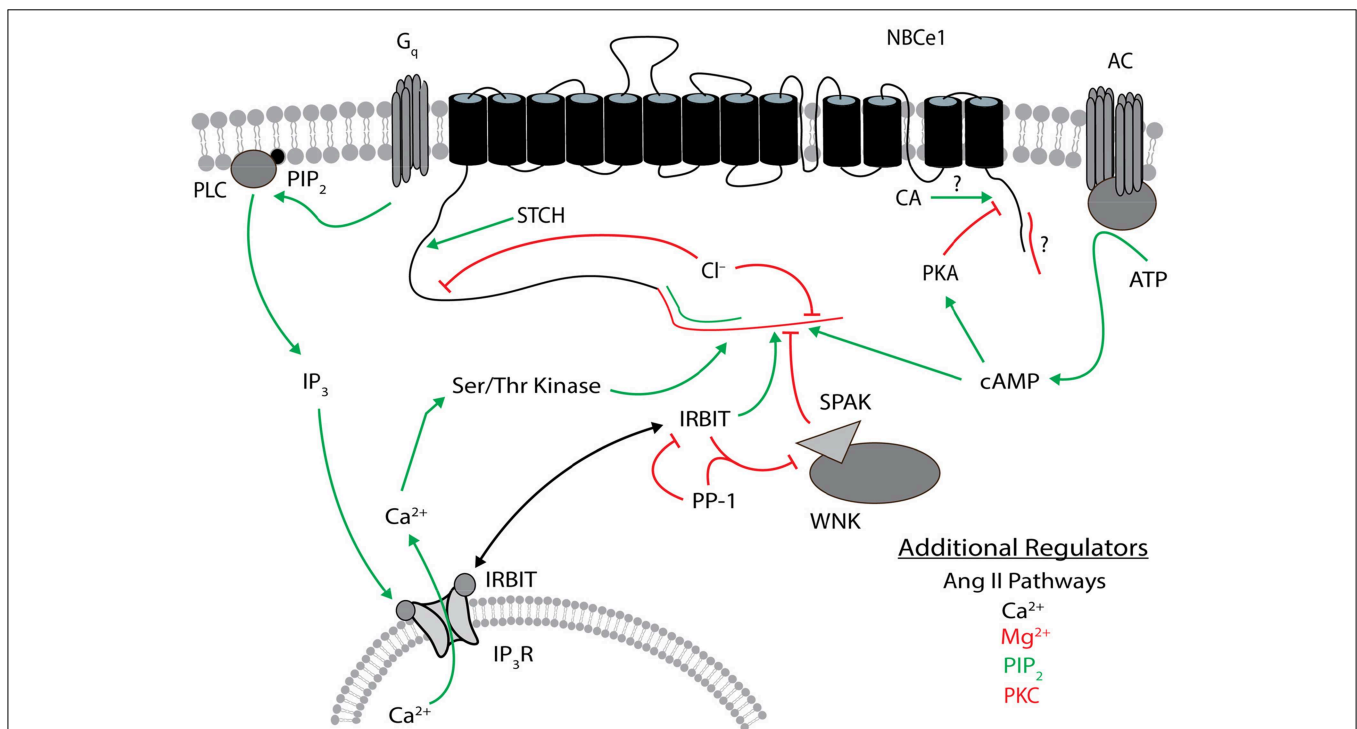 G_q
NBCe1
AC
PLC
PIP₂
STCH
CA
?
?
Cl⁻
PKA
ATP
IP₃
Ser/Thr Kinase
cAMP
SPAK
IRBIT
PP-1
WNK
Ca²⁺
IRBIT
IP₃R
Ca²⁺
Additional Regulators
Ang II Pathways
Ca²⁺
Mg²⁺
PIP₂
PKC